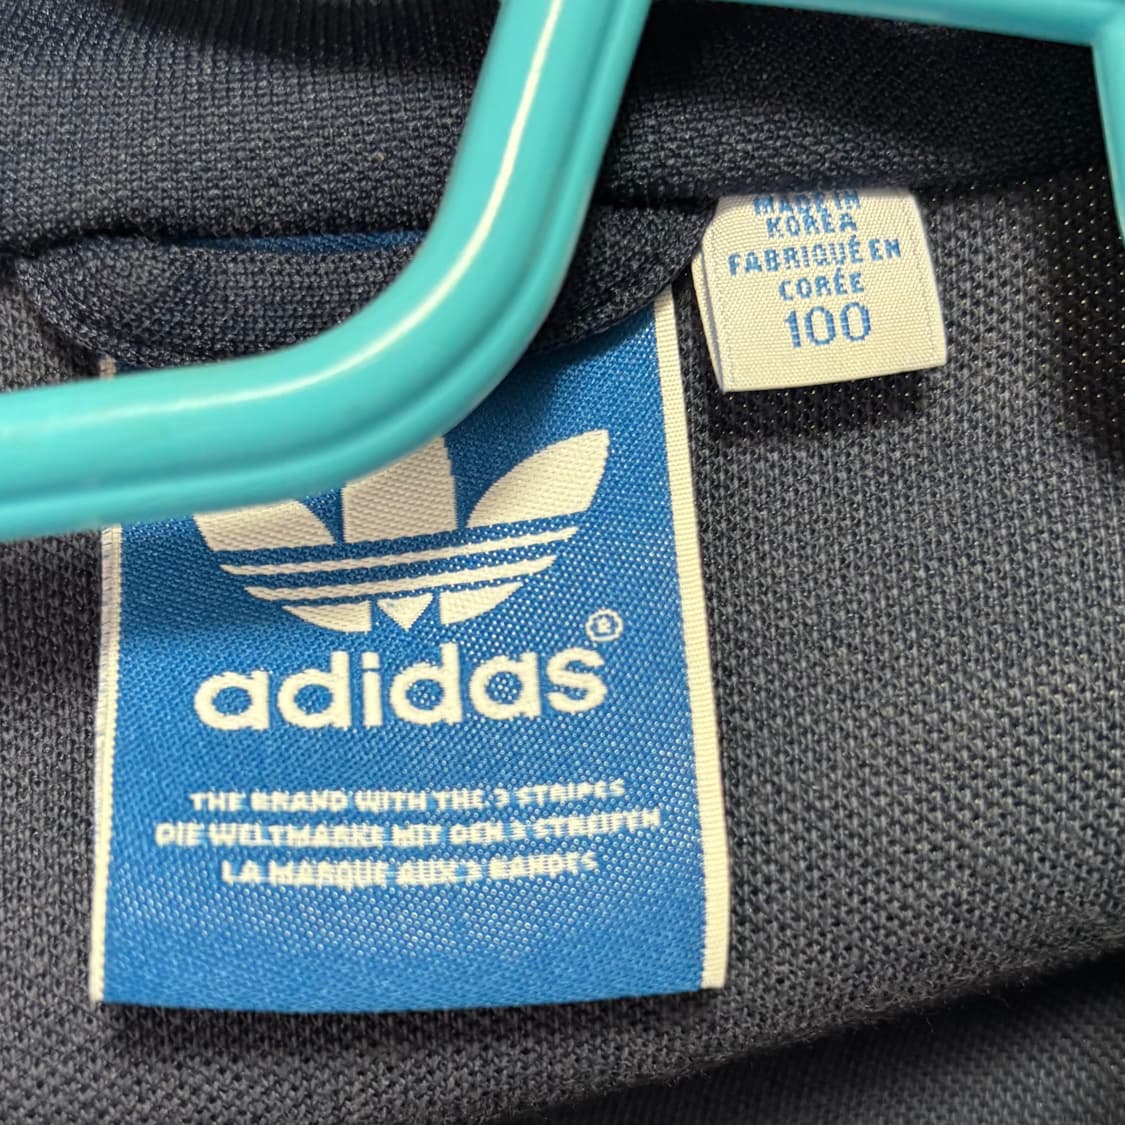 MADE IN
KOREA
FABRIQUÉ EN
CORÉE
100
adidas®
THE BRAND WITH THE 3 STRIPES
DIE WELTMARKE MIT DEN 3 STREIFEN
LA MARQUE AUX 3 BANDES